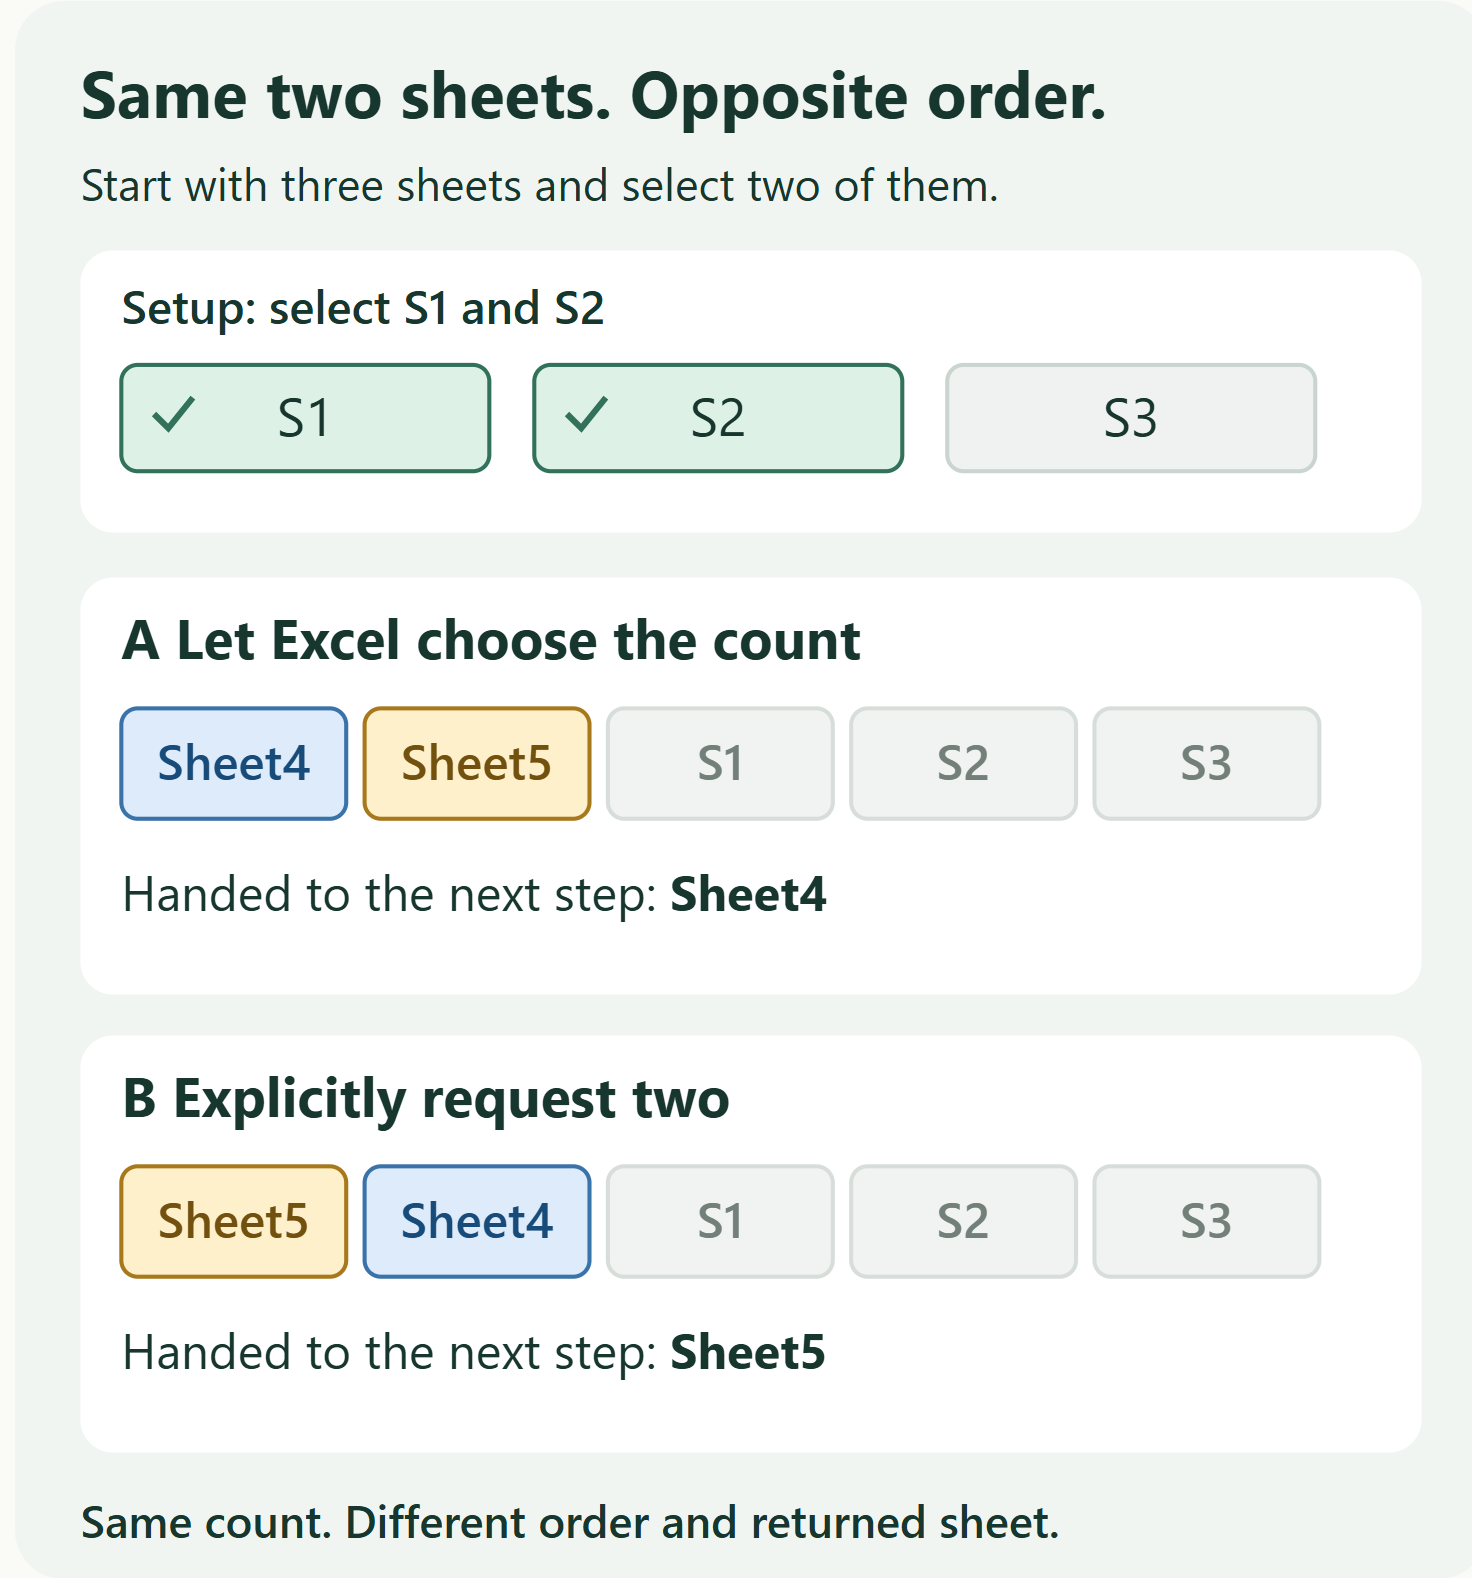 Same two sheets. Opposite order.
Start with three sheets and select two of them.
Setup: select S1 and S2
S1 S2 S3
A Let Excel choose the count
Sheet4 Sheet5 S1 S2 S3
Handed to the next step: Sheet4
B Explicitly request two
Sheet5 Sheet4 S1 S2 S3
Handed to the next step: Sheet5
Same count. Different order and returned sheet.